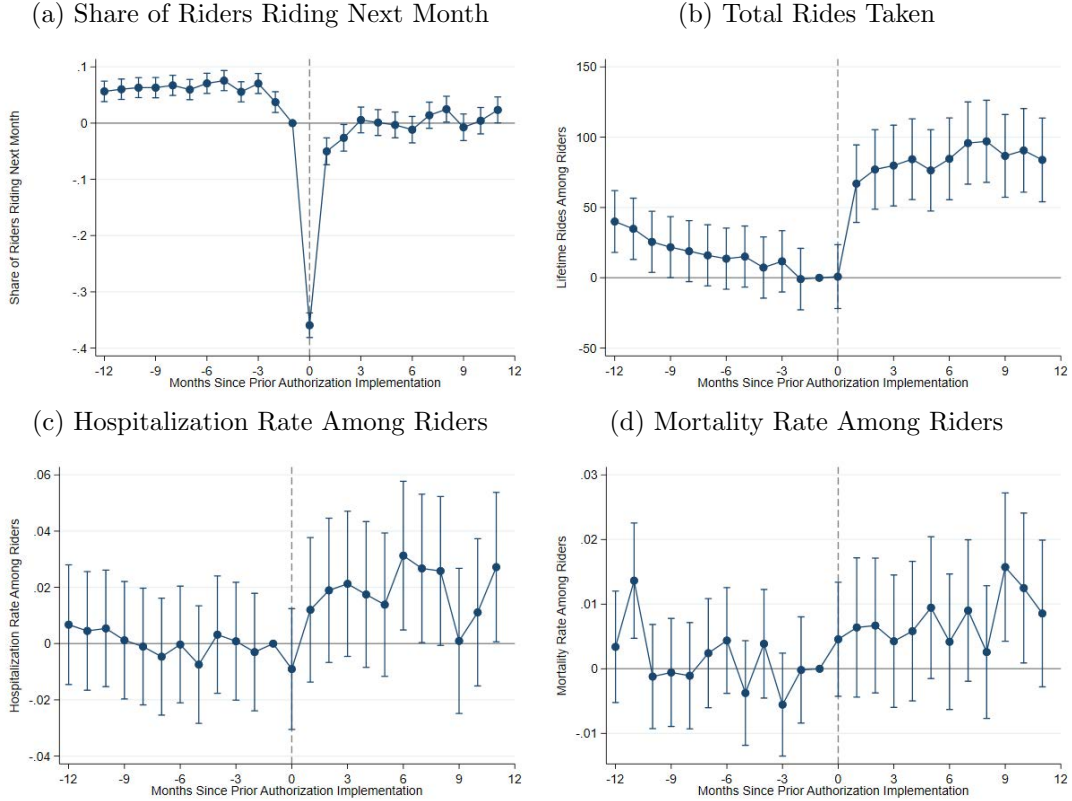 (a) Share of Riders Riding Next Month
Share of Riders Riding Next Month
.1
0
-.1
-.2
-.3
-.4
-12 -9 -6 -3 0 3 6 9 12
Months Since Prior Authorization Implementation
(b) Total Rides Taken
Lifetime Rides Among Riders
150
100
50
0
-50
-12 -9 -6 -3 0 3 6 9 12
Months Since Prior Authorization Implementation
(c) Hospitalization Rate Among Riders
Hospitalization Rate Among Riders
.06
.04
.02
0
-.02
-.04
-12 -9 -6 -3 0 3 6 9 12
Months Since Prior Authorization Implementation
(d) Mortality Rate Among Riders
Mortality Rate Among Riders
.03
.02
.01
0
-.01
-12 -9 -6 -3 0 3 6 9 12
Months Since Prior Authorization Implementation